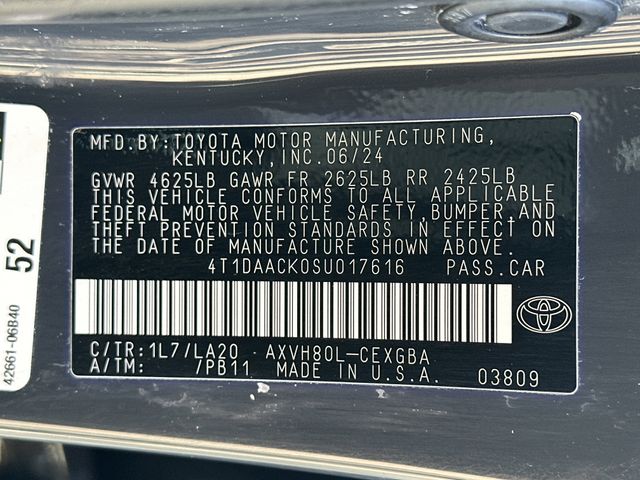 MFD.BY:TOYOTA MOTOR MANUFACTURING,
KENTUCKY,INC.06/24
GVWR 4625LB GAWR FR 2625LB RR 2425LB
THIS VEHICLE CONFORMS TO ALL APPLICABLE
FEDERAL MOTOR VEHICLE SAFETY,BUMPER,AND
THEFT PREVENTION STANDARDS IN EFFECT ON
THE DATE OF MANUFACTURE SHOWN ABOVE.
4T1DAACK0SU017616 PASS.CAR
C/TR:1L7/LA20 AXVH80L-CEXGBA
A/TM: /PB11 MADE IN U.S.A. 03809
52
42661-06B40